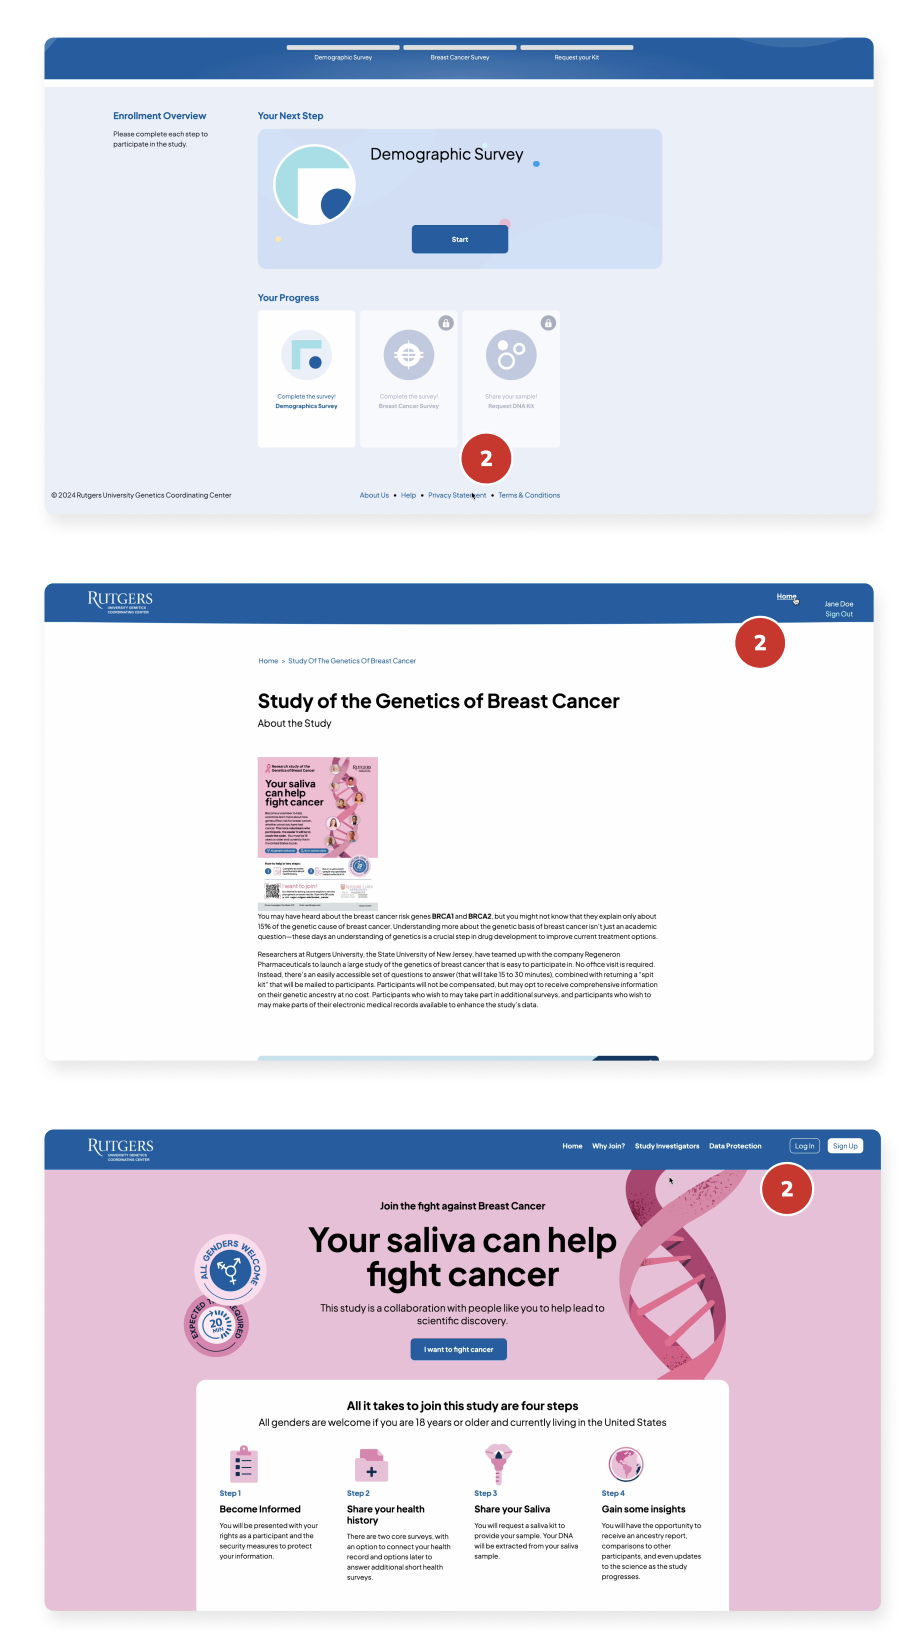 Demographic Survey
Breast Cancer Survey
Request your Kit
Enrollment Overview
Please complete each step to
participate in the study.
Your Next Step
Demographic Survey
Start
Your Progress
Complete the survey!
Demographics Survey
Complete the survey!
Breast Cancer Survey
Share your sample!
Request DNA Kit
2
© 2024 Rutgers University Genetics Coordinating Center
About Us • Help • Privacy Statement • Terms & Conditions
RUTGERS
UNIVERSITY GENETICS
COORDINATING CENTER
Home
Jane Doe
Sign Out
2
Home > Study Of The Genetics Of Breast Cancer
Study of the Genetics of Breast Cancer
About the Study
Research study of the
Genetics of Breast Cancer
RUTGERS
Your saliva
can help
fight cancer
How to help in two steps:
I want to join!
You may have heard about the breast cancer risk genes BRCA1 and BRCA2, but you might not know that they explain only about
15% of the genetic cause of breast cancer. Understanding more about the genetic basis of breast cancer isn't just an academic
question—these days an understanding of genetics is a crucial step in drug development to improve current treatment options.
Researchers at Rutgers University, the State University of New Jersey, have teamed up with the company Regeneron
Pharmaceuticals to launch a large study of the genetics of breast cancer that is easy to participate in. No office visit is required.
Instead, there's an easily accessible set of questions to answer (that will take 15 to 30 minutes), combined with returning a "spit
kit" that will be mailed to participants. Participants will not be compensated, but may opt to receive comprehensive information
on their genetic ancestry at no cost. Participants who wish to may take part in additional surveys, and participants who wish to
may make parts of their electronic medical records available to enhance the study's data.
RUTGERS
UNIVERSITY GENETICS
COORDINATING CENTER
Home
Why Join?
Study Investigators
Data Protection
Log In
Sign Up
2
Join the fight against Breast Cancer
Your saliva can help
fight cancer
ALL GENDERS WELCOME
EXPECTED T REQUIRED
20
MIN
This study is a collaboration with people like you to help lead to
scientific discovery.
I want to fight cancer
All it takes to join this study are four steps
All genders are welcome if you are 18 years or older and currently living in the United States
Step 1
Become Informed
You will be presented with your
rights as a participant and the
security measures to protect
your information.
Step 2
Share your health
history
There are two core surveys, with
an option to connect your health
record and options later to
answer additional short health
surveys.
Step 3
Share your Saliva
You will request a saliva kit to
provide your sample. Your DNA
will be extracted from your saliva
sample.
Step 4
Gain some insights
You will have the opportunity to
receive an ancestry report,
comparisons to other
participants, and even updates
to the science as the study
progresses.